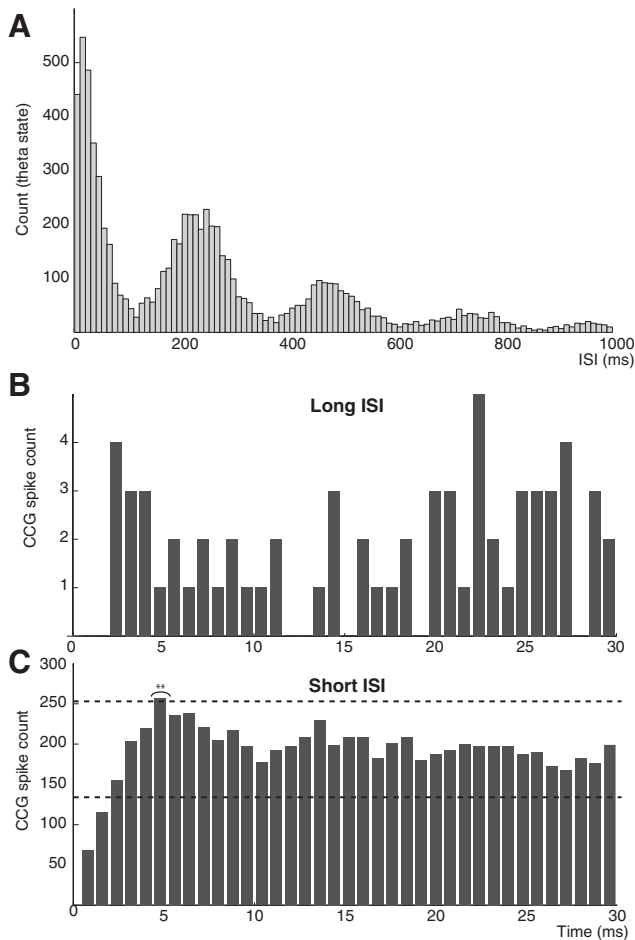 A
Count (theta state)
500
400
300
200
100
0 200 400 600 800 1000
ISI (ms)
B
Long ISI
CCG spike count
4
3
2
1
0 5 10 15 20 25 30
C
Short ISI
CCG spike count
300
250
200
150
100
50
**
0 5 10 15 20 25 30
Time (ms)